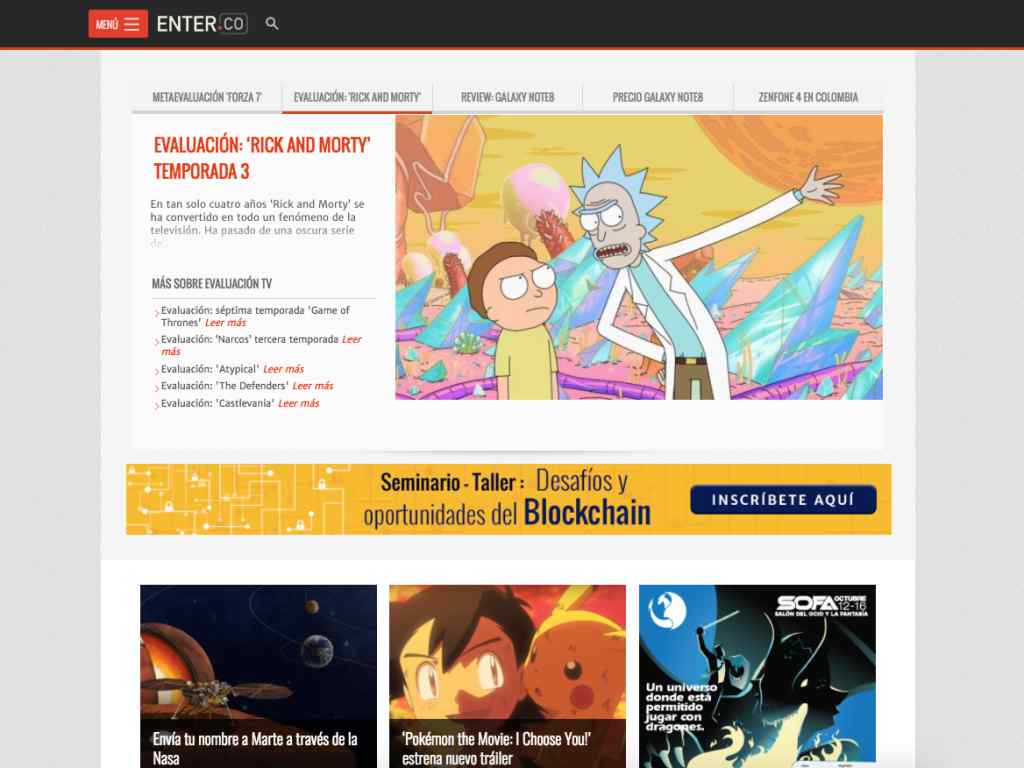 MENÚ
ENTER.CO
METAEVALUACIÓN 'FORZA 7'
EVALUACIÓN: 'RICK AND MORTY'
REVIEW: GALAXY NOTE8
PRECIO GALAXY NOTE8
ZENFONE 4 EN COLOMBIA
EVALUACIÓN: ‘RICK AND MORTY’
TEMPORADA 3
En tan solo cuatro años ‘Rick and Morty’ se
ha convertido en todo un fenómeno de la
televisión. Ha pasado de una oscura serie
de...
MÁS SOBRE EVALUACIÓN TV
Evaluación: séptima temporada 'Game of
Thrones' Leer más
Evaluación: 'Narcos' tercera temporada Leer
más
Evaluación: 'Atypical' Leer más
Evaluación: 'The Defenders' Leer más
Evaluación: 'Castlevania' Leer más
Seminario - Taller : Desafíos y
oportunidades del Blockchain
INSCRÍBETE AQUÍ
Envía tu nombre a Marte a través de la
Nasa
‘Pokémon the Movie: I Choose You!’
estrena nuevo tráiler
SOFA OCTUBRE
12-16
SALÓN DEL OCIO Y LA FANTASÍA
Un universo
donde está
permitido
jugar con
dragones.